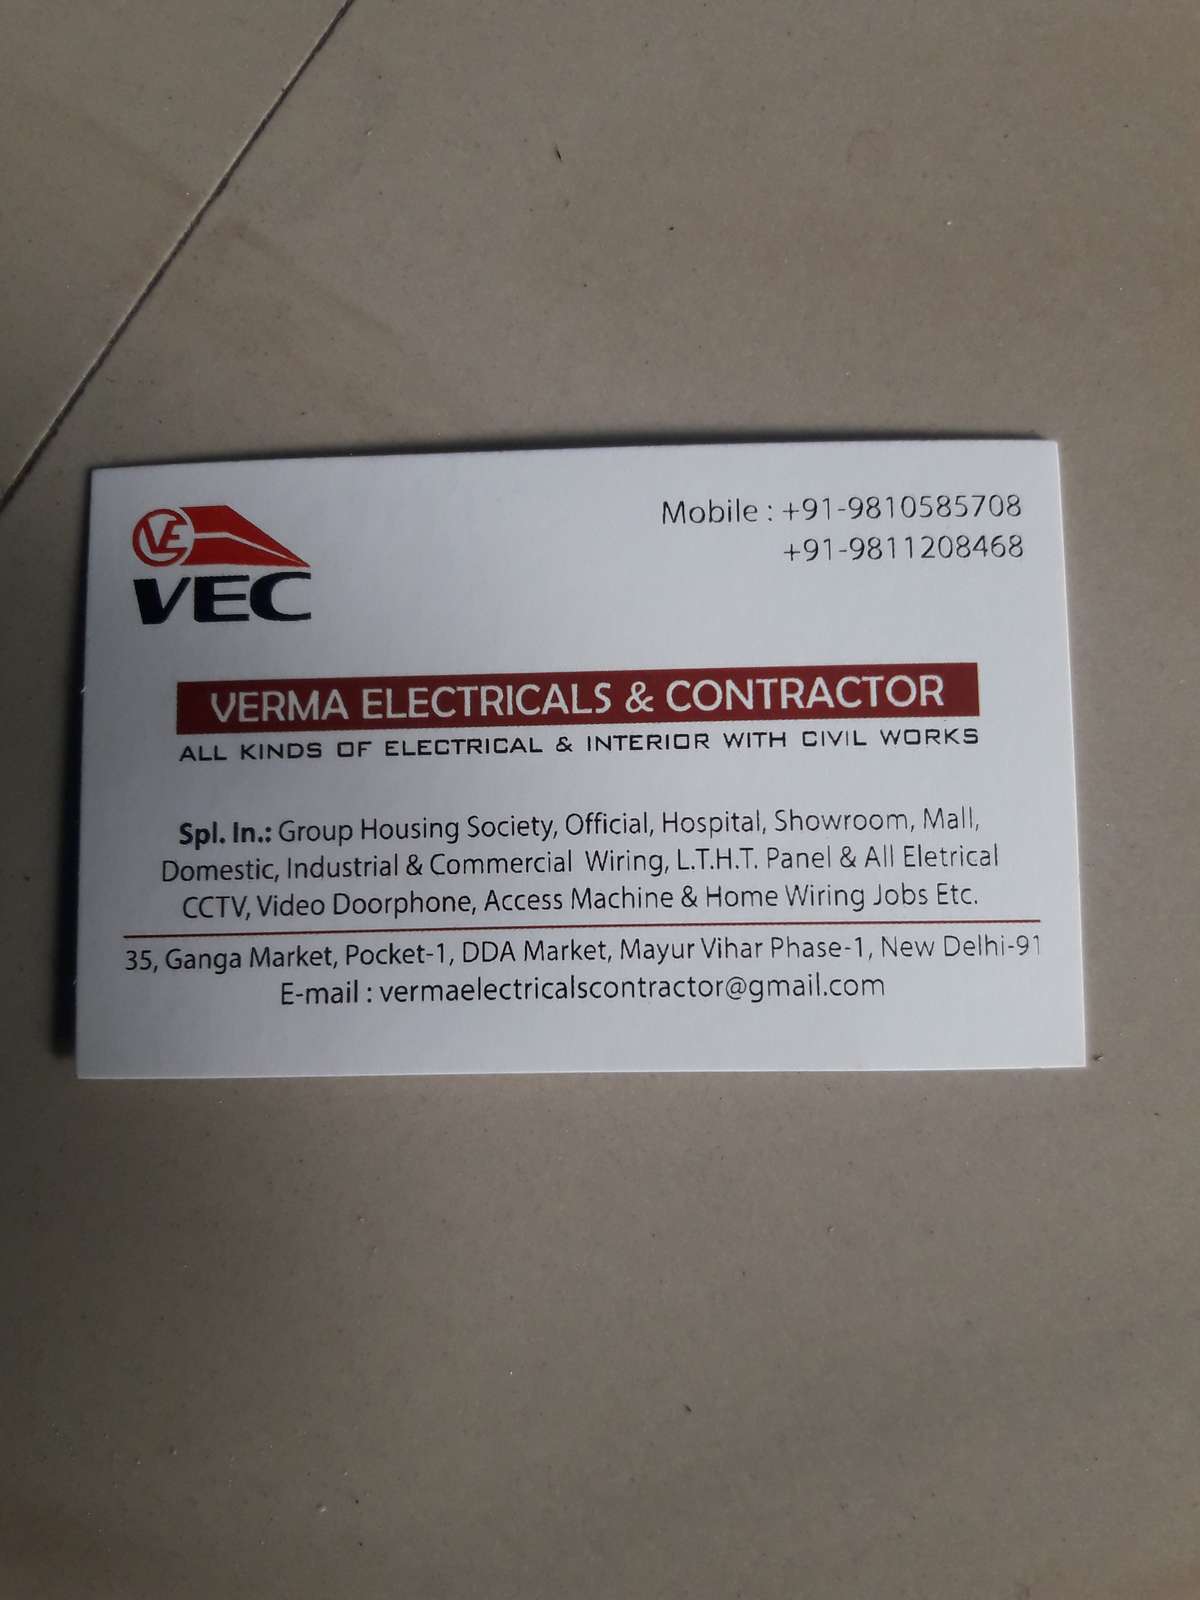 VE
VEC
Mobile : +91-9810585708
+91-9811208468
VERMA ELECTRICALS & CONTRACTOR
ALL KINDS OF ELECTRICAL & INTERIOR WITH CIVIL WORKS
Spl. In.: Group Housing Society, Official, Hospital, Showroom, Mall,
Domestic, Industrial & Commercial Wiring, L.T.H.T. Panel & All Eletrical
CCTV, Video Doorphone, Access Machine & Home Wiring Jobs Etc.
35, Ganga Market, Pocket-1, DDA Market, Mayur Vihar Phase-1, New Delhi-91
E-mail : vermaelectricalscontractor@gmail.com